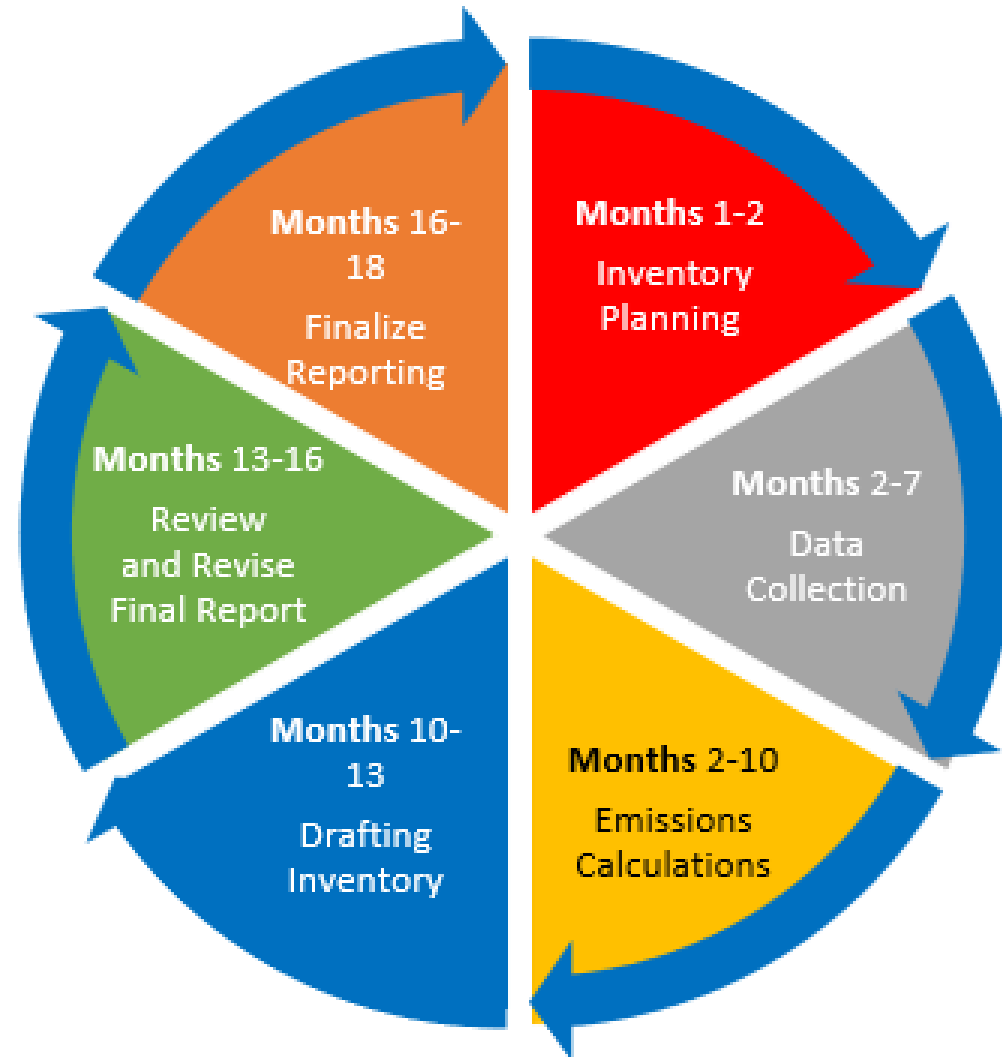 Months 1-2
Inventory
Planning
Months 2-7
Data
Collection
Months 2-10
Emissions
Calculations
Months 10-
13
Drafting
Inventory
Months 13-16
Review
and Revise
Final Report
Months 16-
18
Finalize
Reporting